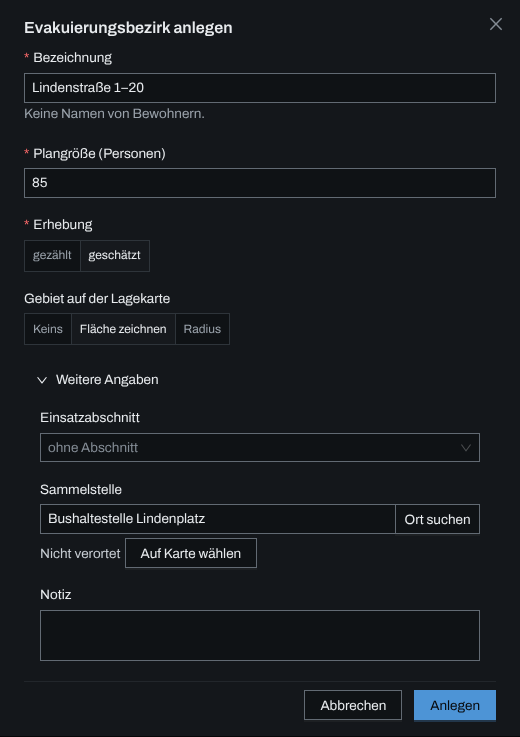 Evakuierungsbezirk anlegen
* Bezeichnung
Lindenstraße 1–20
Keine Namen von Bewohnern.
* Plangröße (Personen)
85
* Erhebung
gezählt geschätzt
Gebiet auf der Lagekarte
Keins Fläche zeichnen Radius
Weitere Angaben
Einsatzabschnitt
ohne Abschnitt
Sammelstelle
Bushaltestelle Lindenplatz Ort suchen
Nicht verortet Auf Karte wählen
Notiz
Abbrechen Anlegen